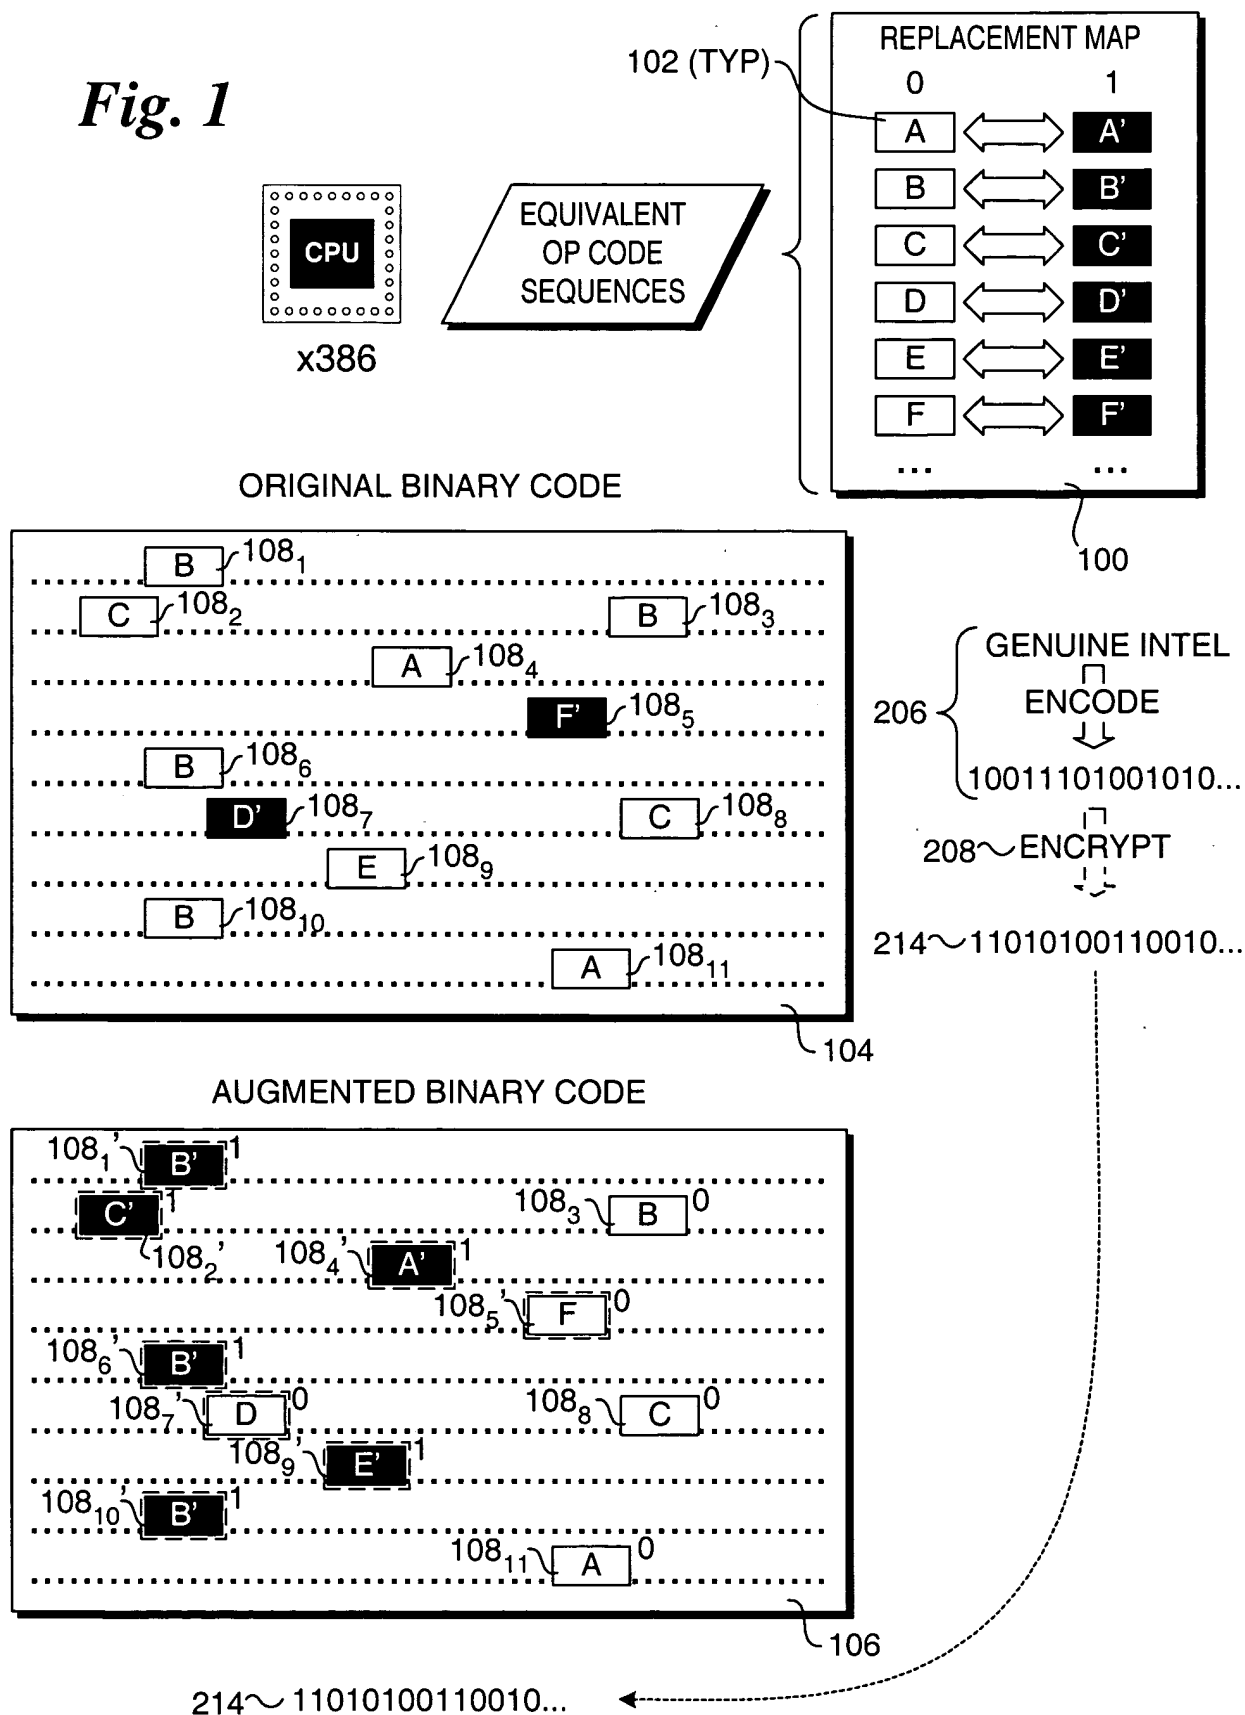 Fig. 1
102 (TYP)
REPLACEMENT MAP
0 1
A A'
B B'
C C'
D D'
E E'
F F'
... ...
100
CPU
x386
EQUIVALENT
OP CODE
SEQUENCES
ORIGINAL BINARY CODE
B 108₁
C 108₂ B 108₃
A 108₄
F' 108₅
B 108₆
D' 108₇ C 108₈
E 108₉
B 108₁₀
A 108₁₁
104
206
GENUINE INTEL
ENCODE
10011101001010...
208 ENCRYPT
214 11010100110010...
AUGMENTED BINARY CODE
108₁' B' 1
C' 1 108₃ B 0
108₂'
108₄' A' 1
108₅' F 0
108₆' B' 1
108₇' D 0 108₈ C 0
108₉' E' 1
108₁₀' B' 1
108₁₁ A 0
106
214 11010100110010...